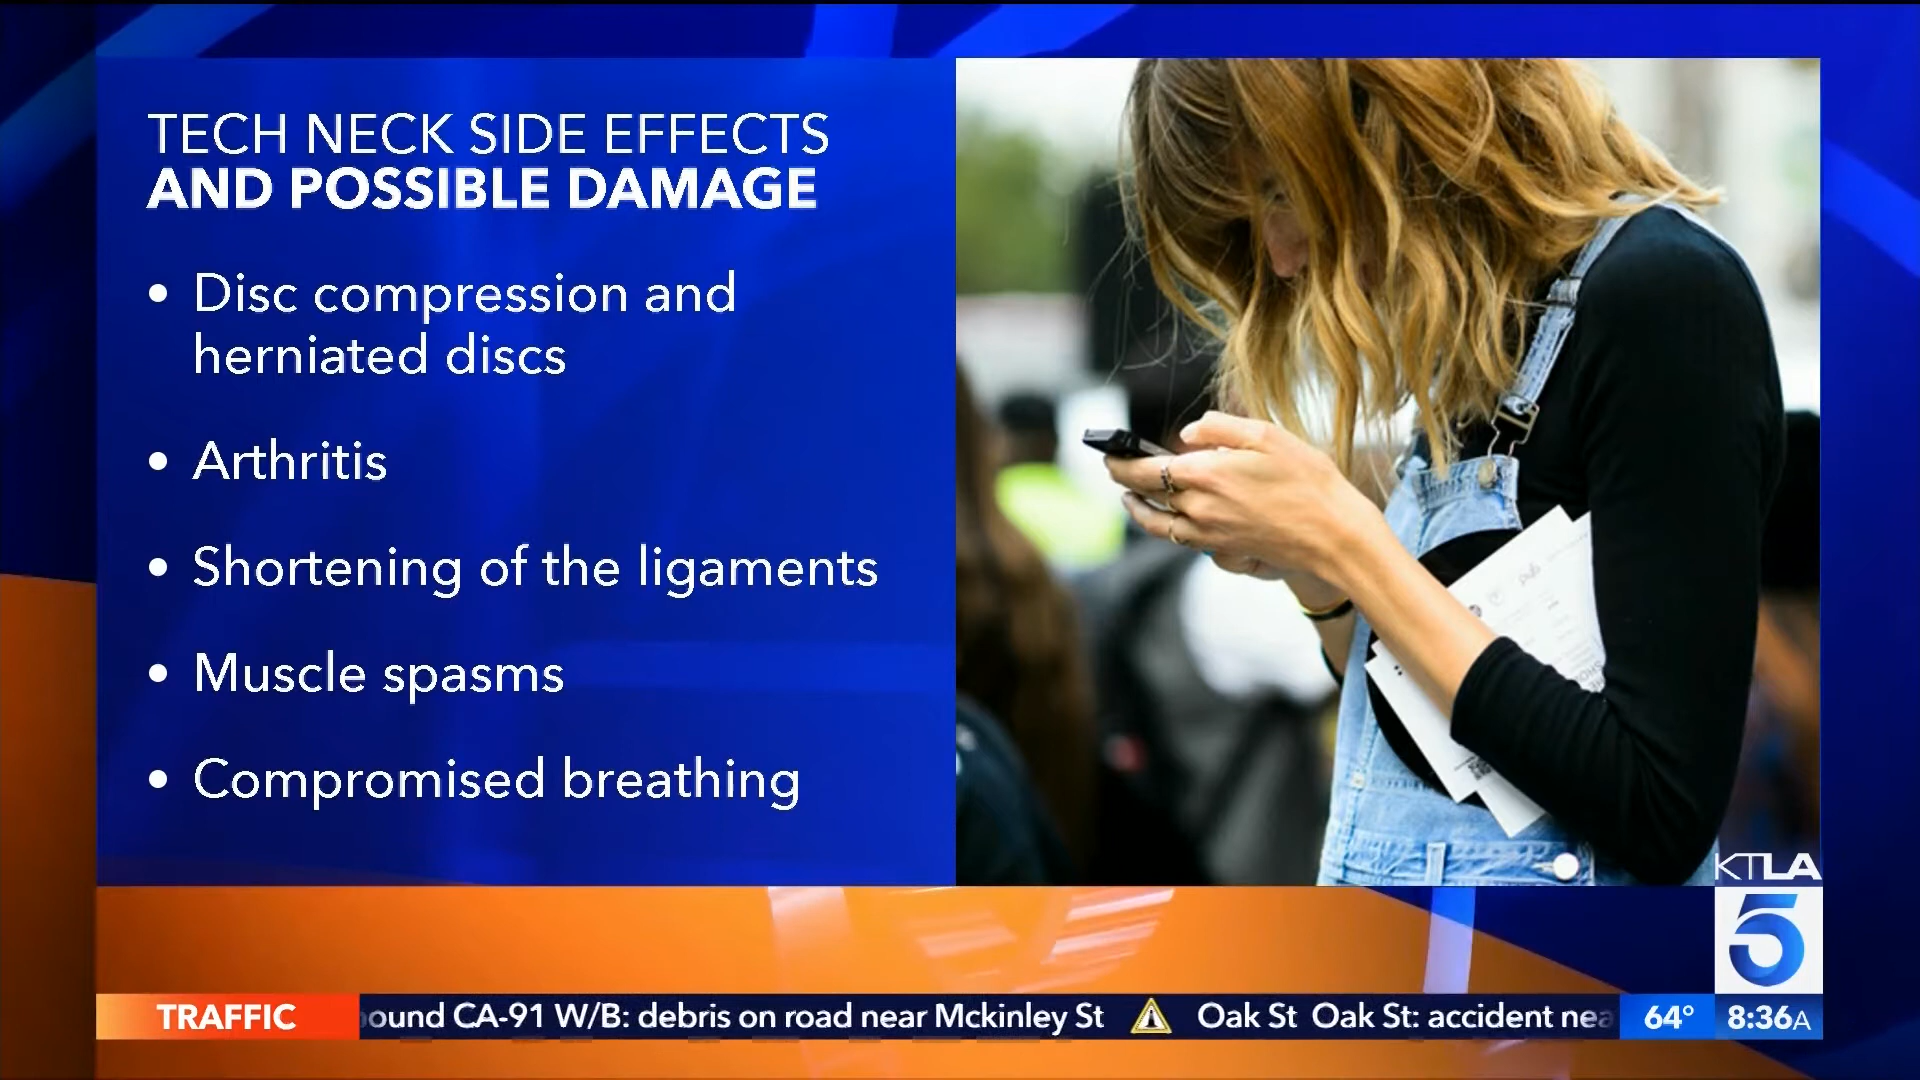 TECH NECK SIDE EFFECTS
AND POSSIBLE DAMAGE
• Disc compression and
herniated discs
• Arthritis
• Shortening of the ligaments
• Muscle spasms
• Compromised breathing
KTLA
5
TRAFFIC
ound CA-91 W/B: debris on road near Mckinley St
Oak St Oak St: accident nea
64°
8:36A